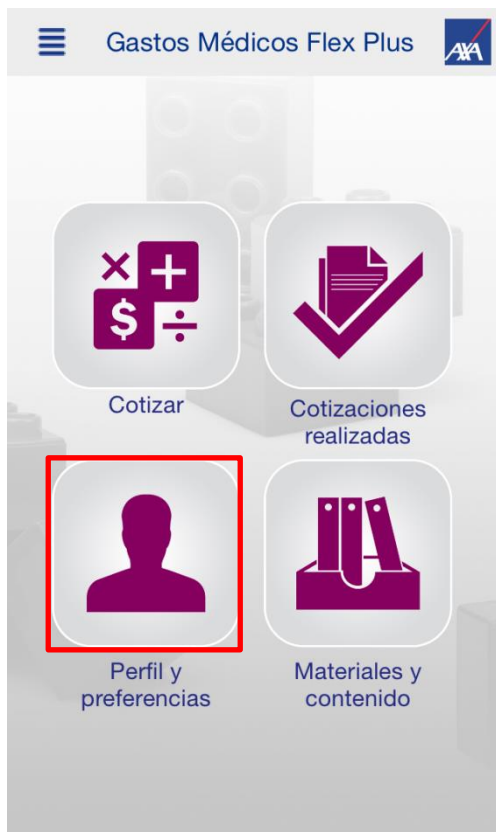 Gastos Médicos Flex Plus
AXA
$
Cotizar
Cotizaciones
realizadas
Perfil y
preferencias
Materiales y
contenido